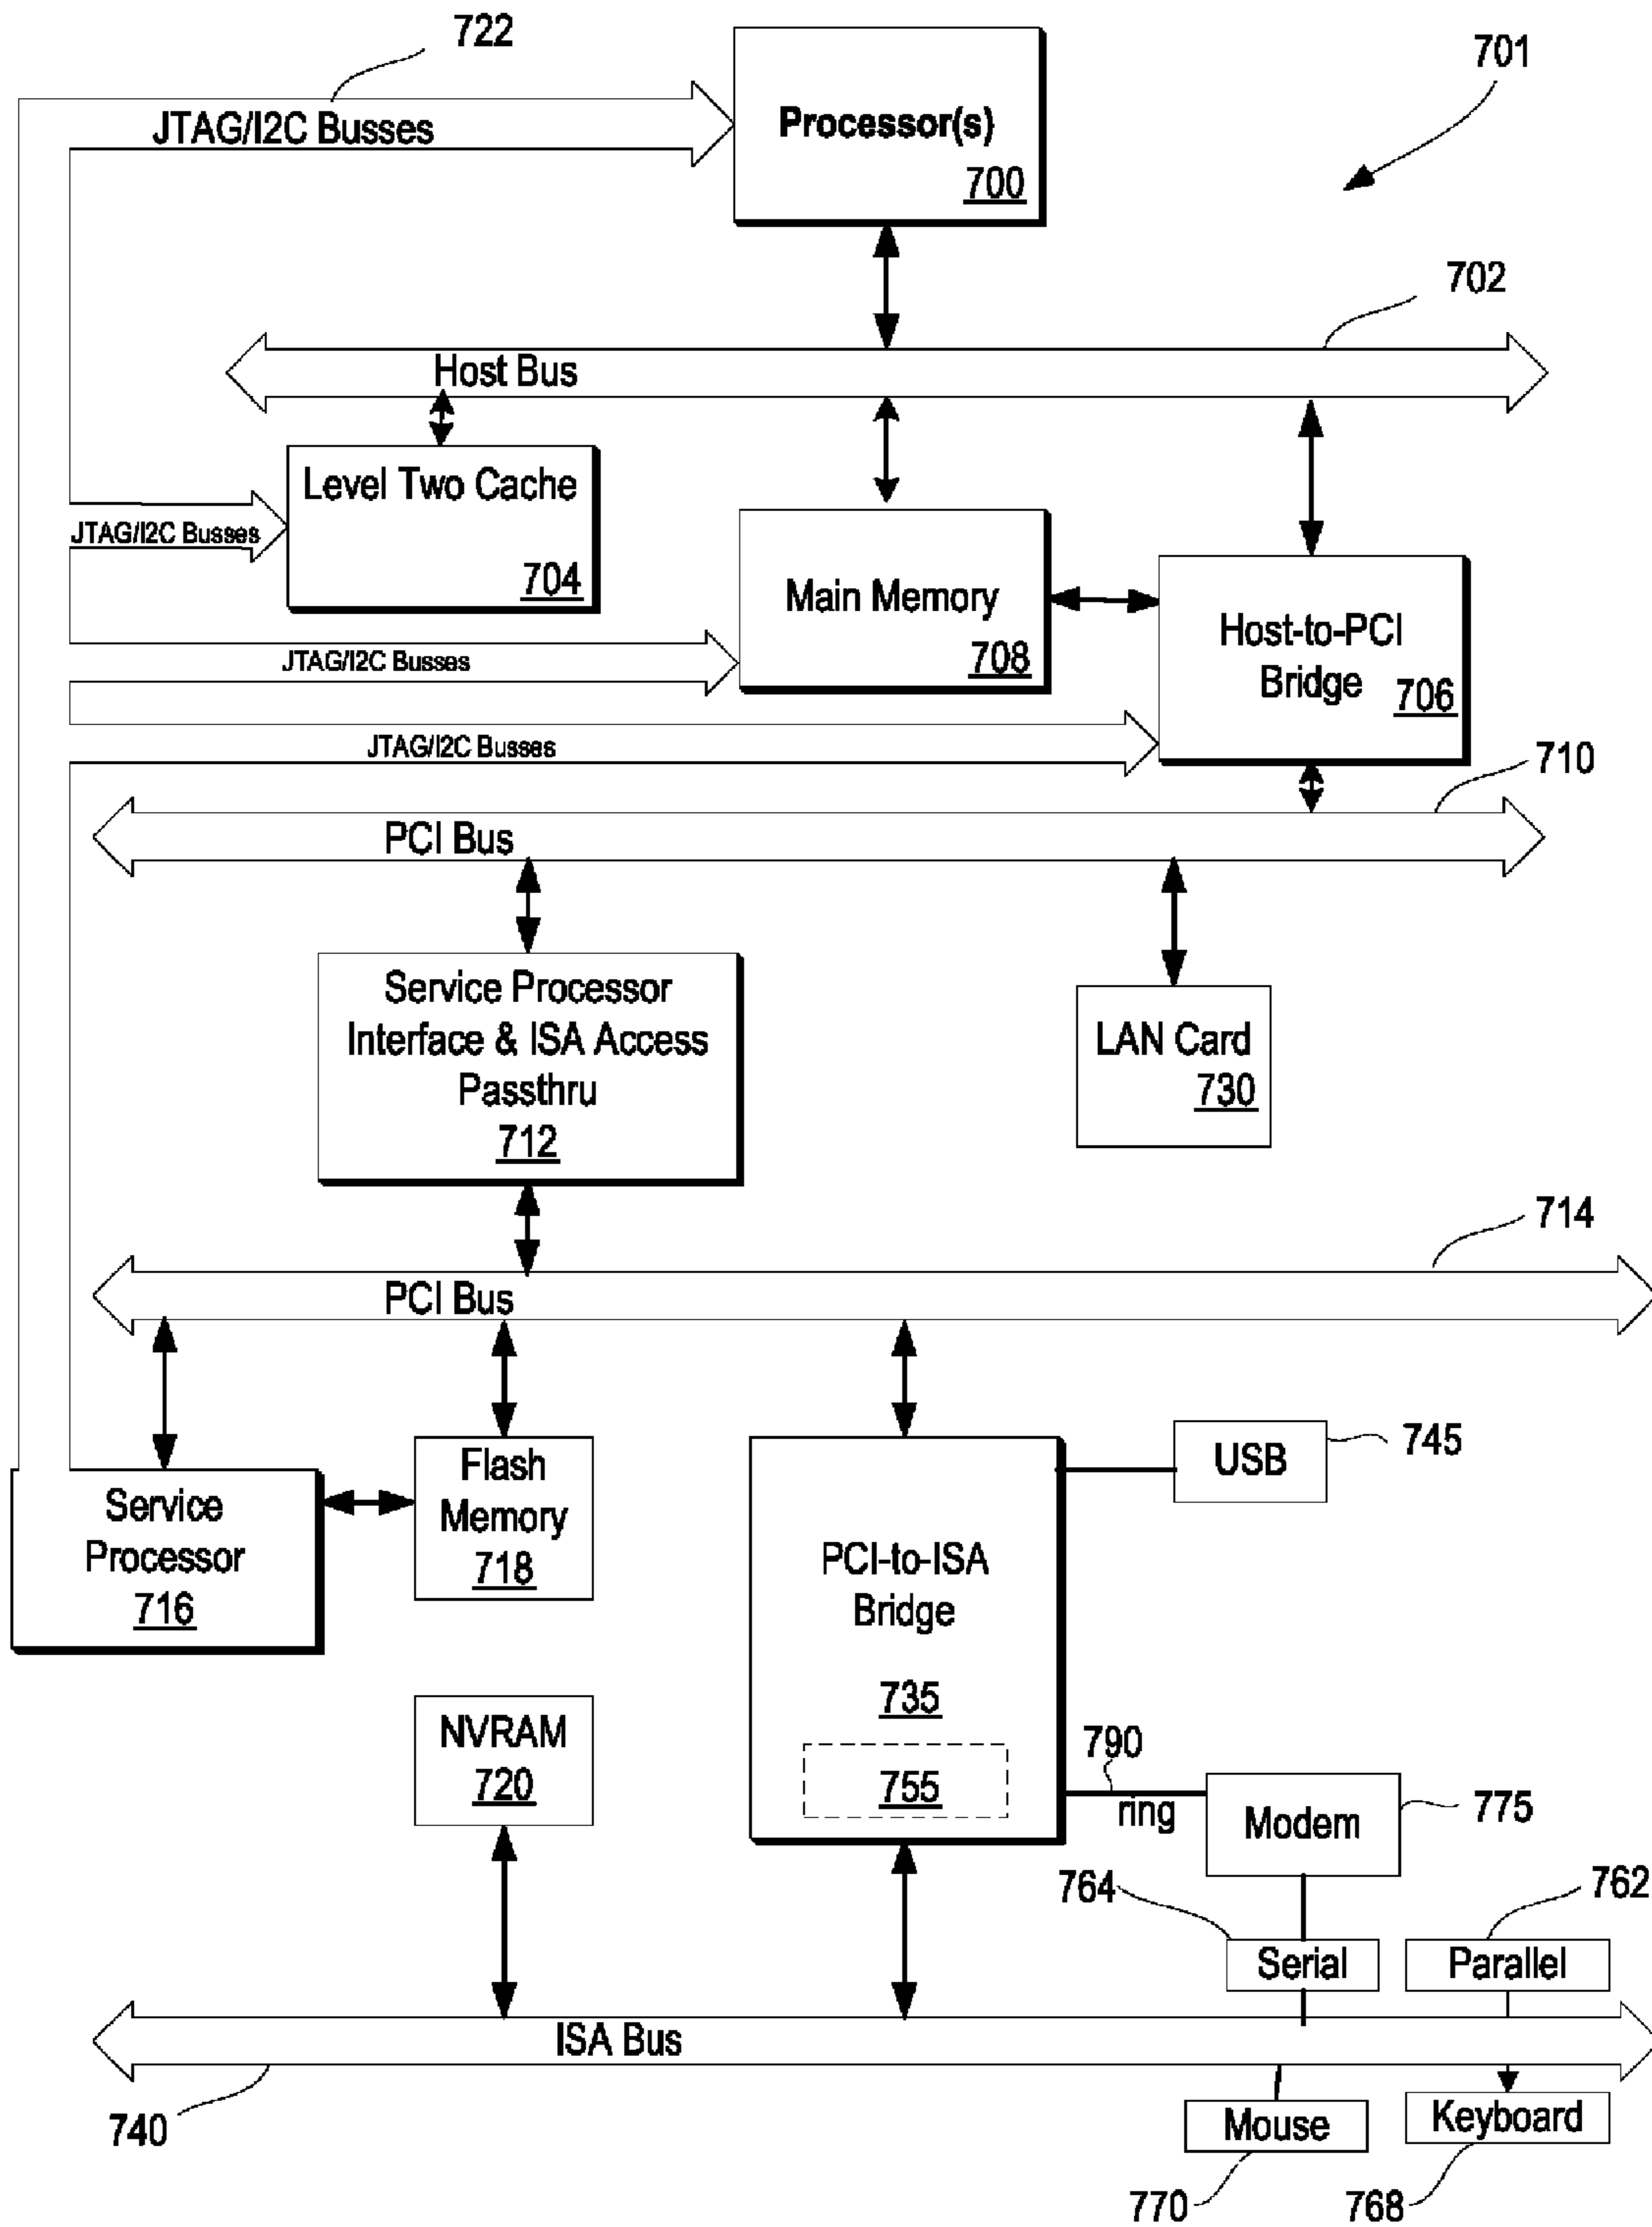 722
701
JTAG/I2C Busses
Processor(s)
700
702
Host Bus
Level Two Cache
704
JTAG/I2C Busses
Main Memory
708
Host-to-PCI
Bridge
706
JTAG/I2C Busses
JTAG/I2C Busses
710
PCI Bus
Service Processor
Interface & ISA Access
Passthru
712
LAN Card
730
714
PCI Bus
Service
Processor
716
Flash
Memory
718
USB
745
PCI-to-ISA
Bridge
735
755
NVRAM
720
790
ring
Modem
775
764
762
Serial
Parallel
ISA Bus
740
Mouse
Keyboard
770
768